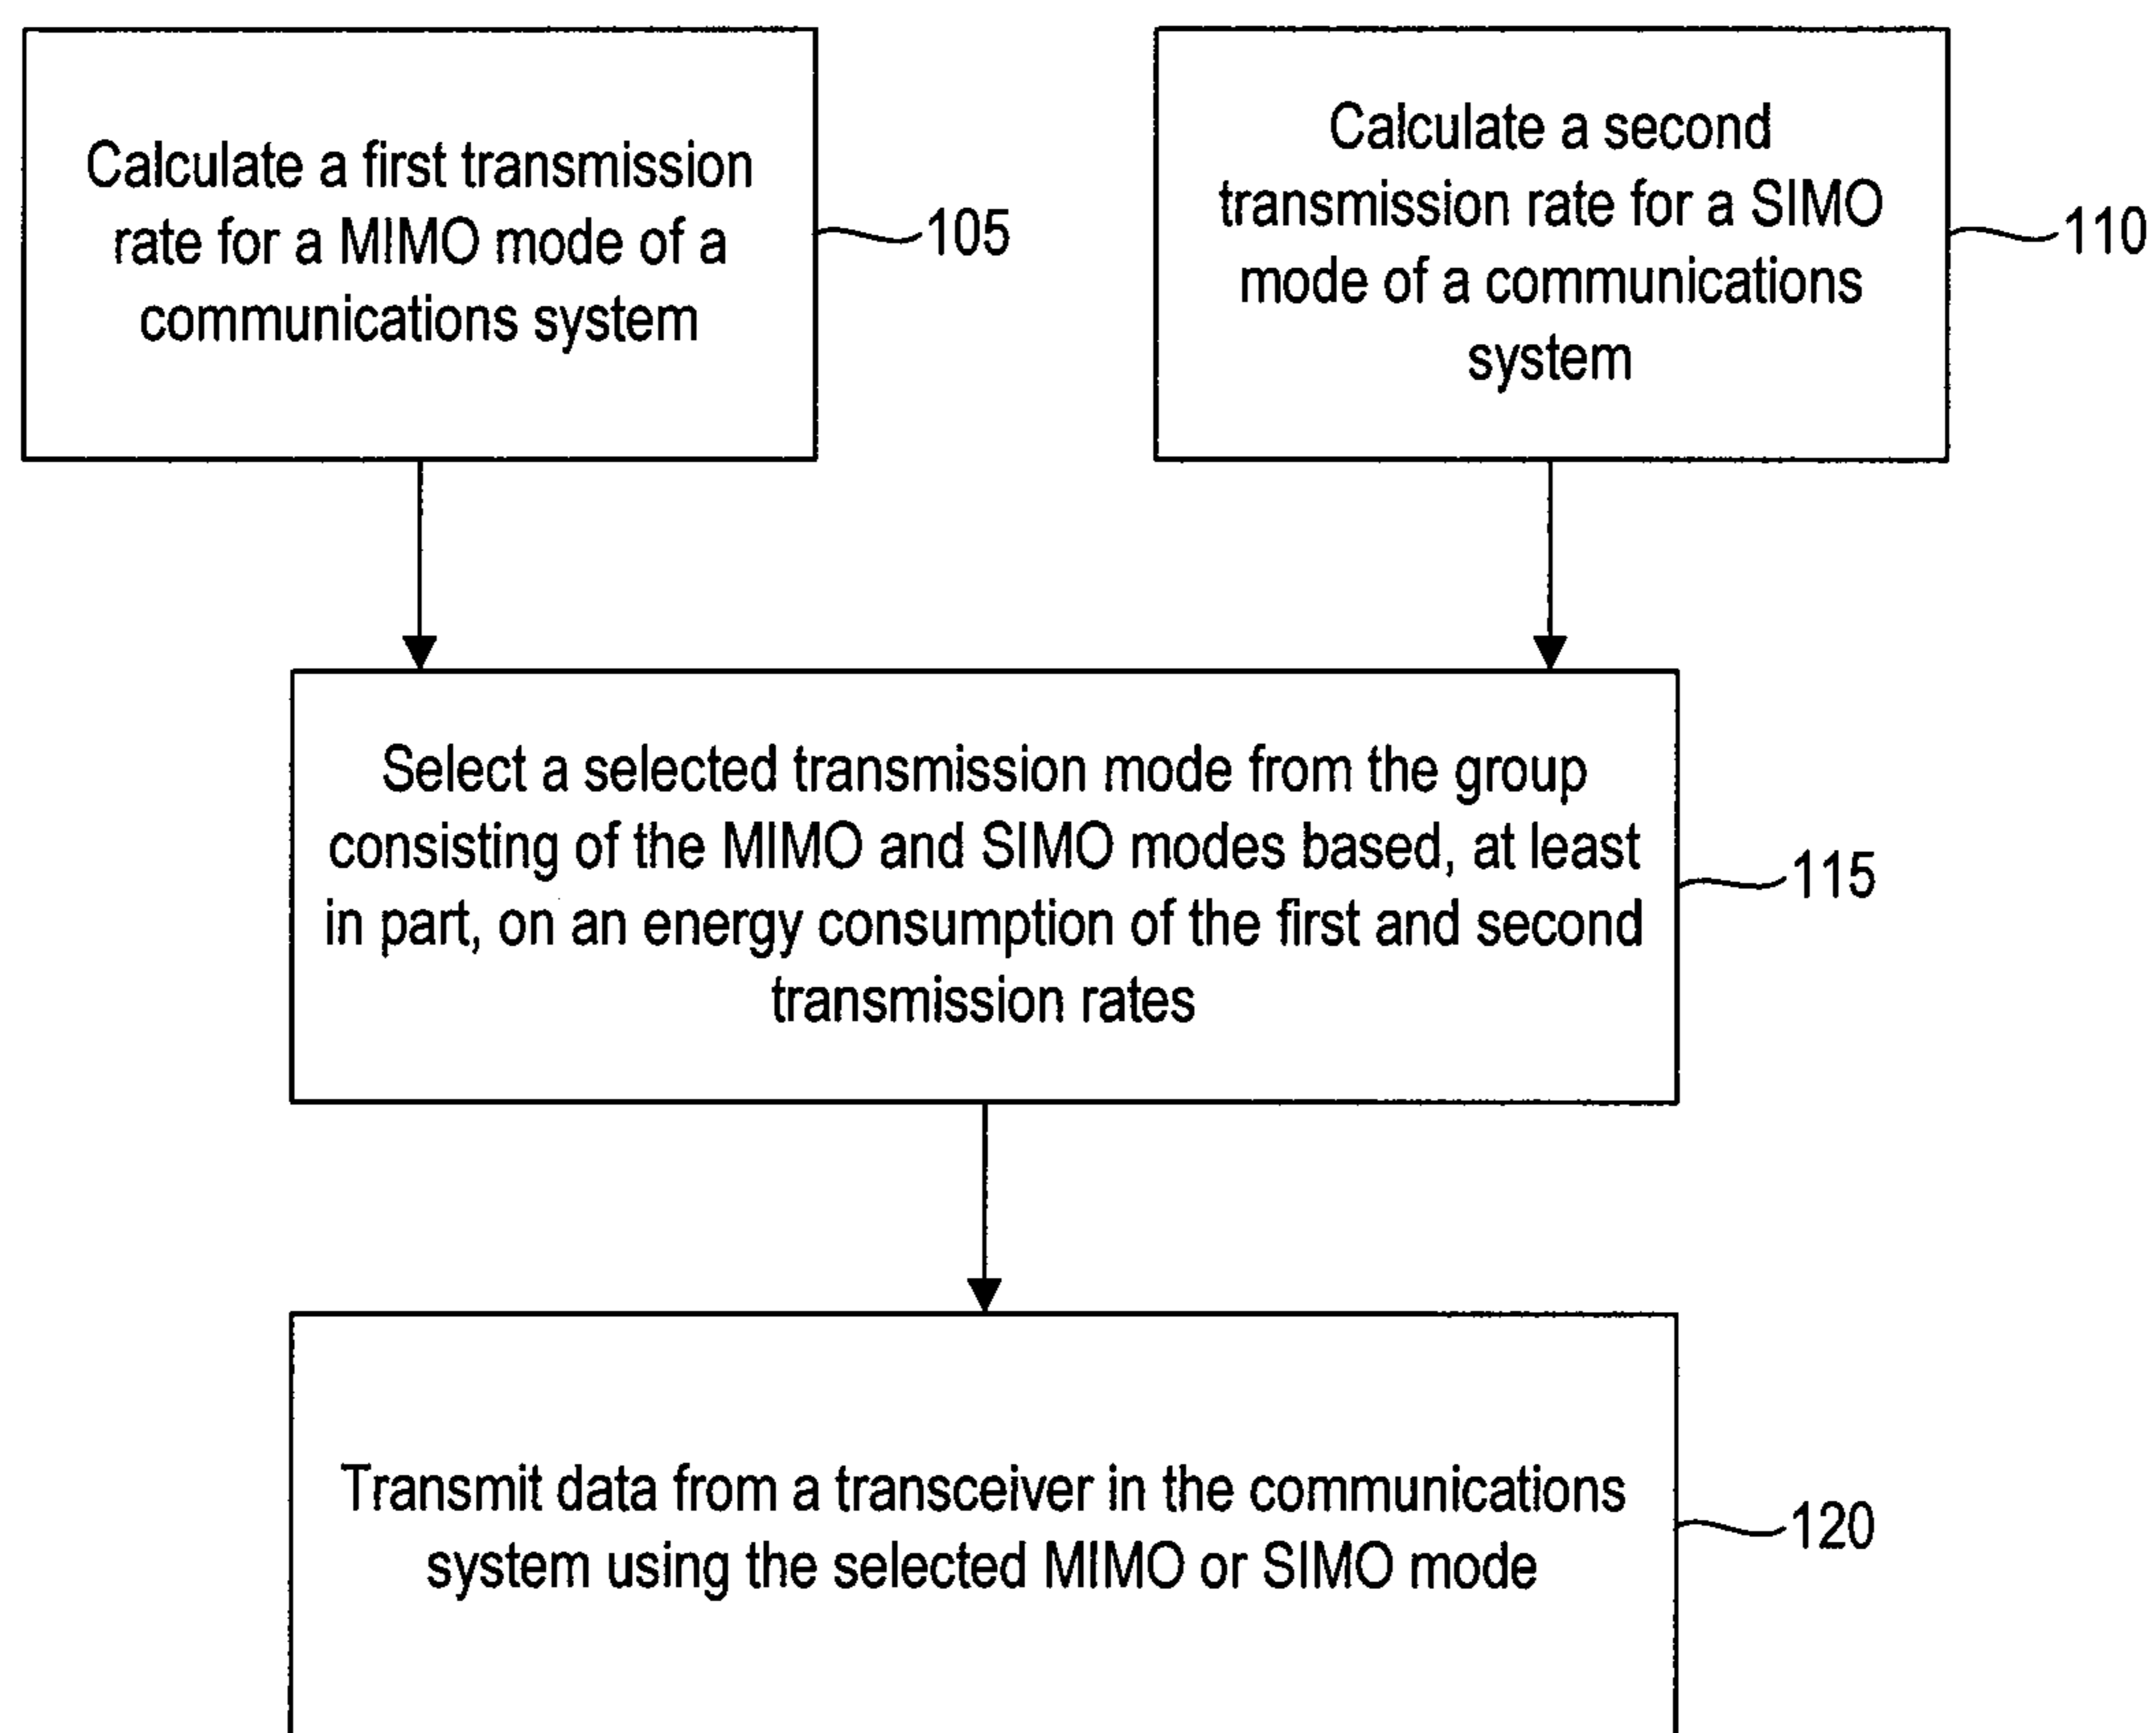 Calculate a first transmission
rate for a MIMO mode of a
communications system
105
Calculate a second
transmission rate for a SIMO
mode of a communications
system
110
Select a selected transmission mode from the group
consisting of the MIMO and SIMO modes based, at least
in part, on an energy consumption of the first and second
transmission rates
115
Transmit data from a transceiver in the communications
system using the selected MIMO or SIMO mode
120